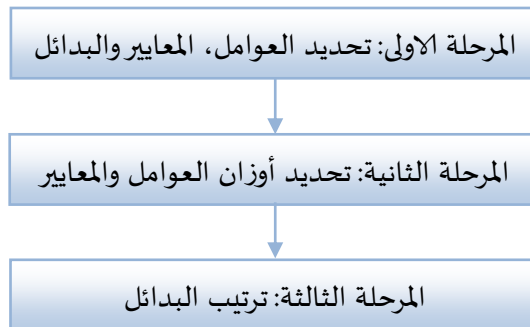 المرحلة الاولى: تحديد العوامل، المعايير والبدائل
المرحلة الثانية: تحديد أوزان العوامل والمعايير
المرحلة الثالثة: ترتيب البدائل